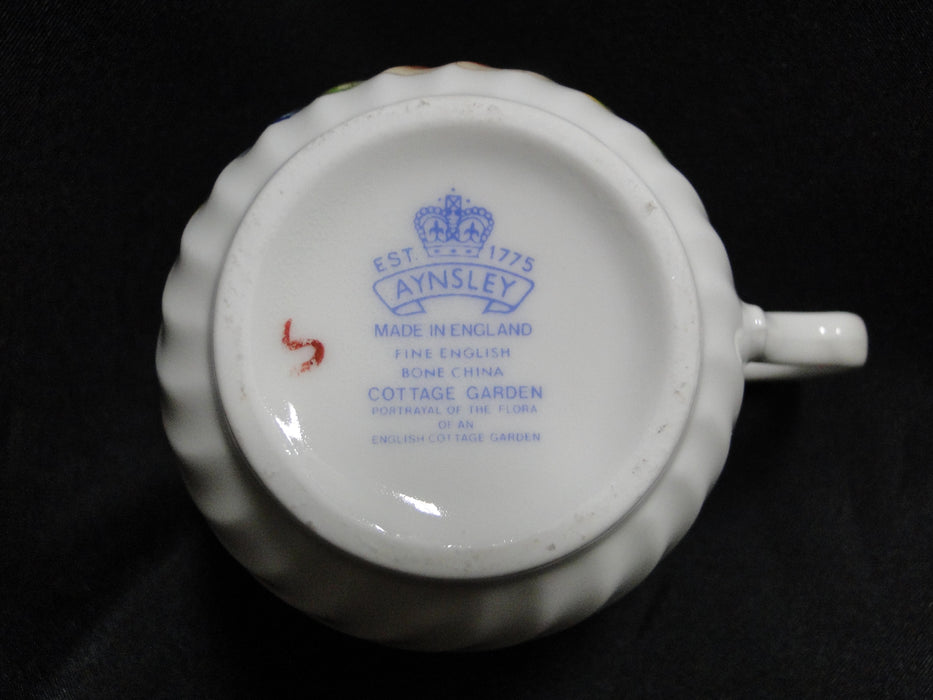 EST. 1775
AYNSLEY
MADE IN ENGLAND
FINE ENGLISH
BONE CHINA
COTTAGE GARDEN
PORTRAYAL OF THE FLORA
OF AN
ENGLISH COTTAGE GARDEN